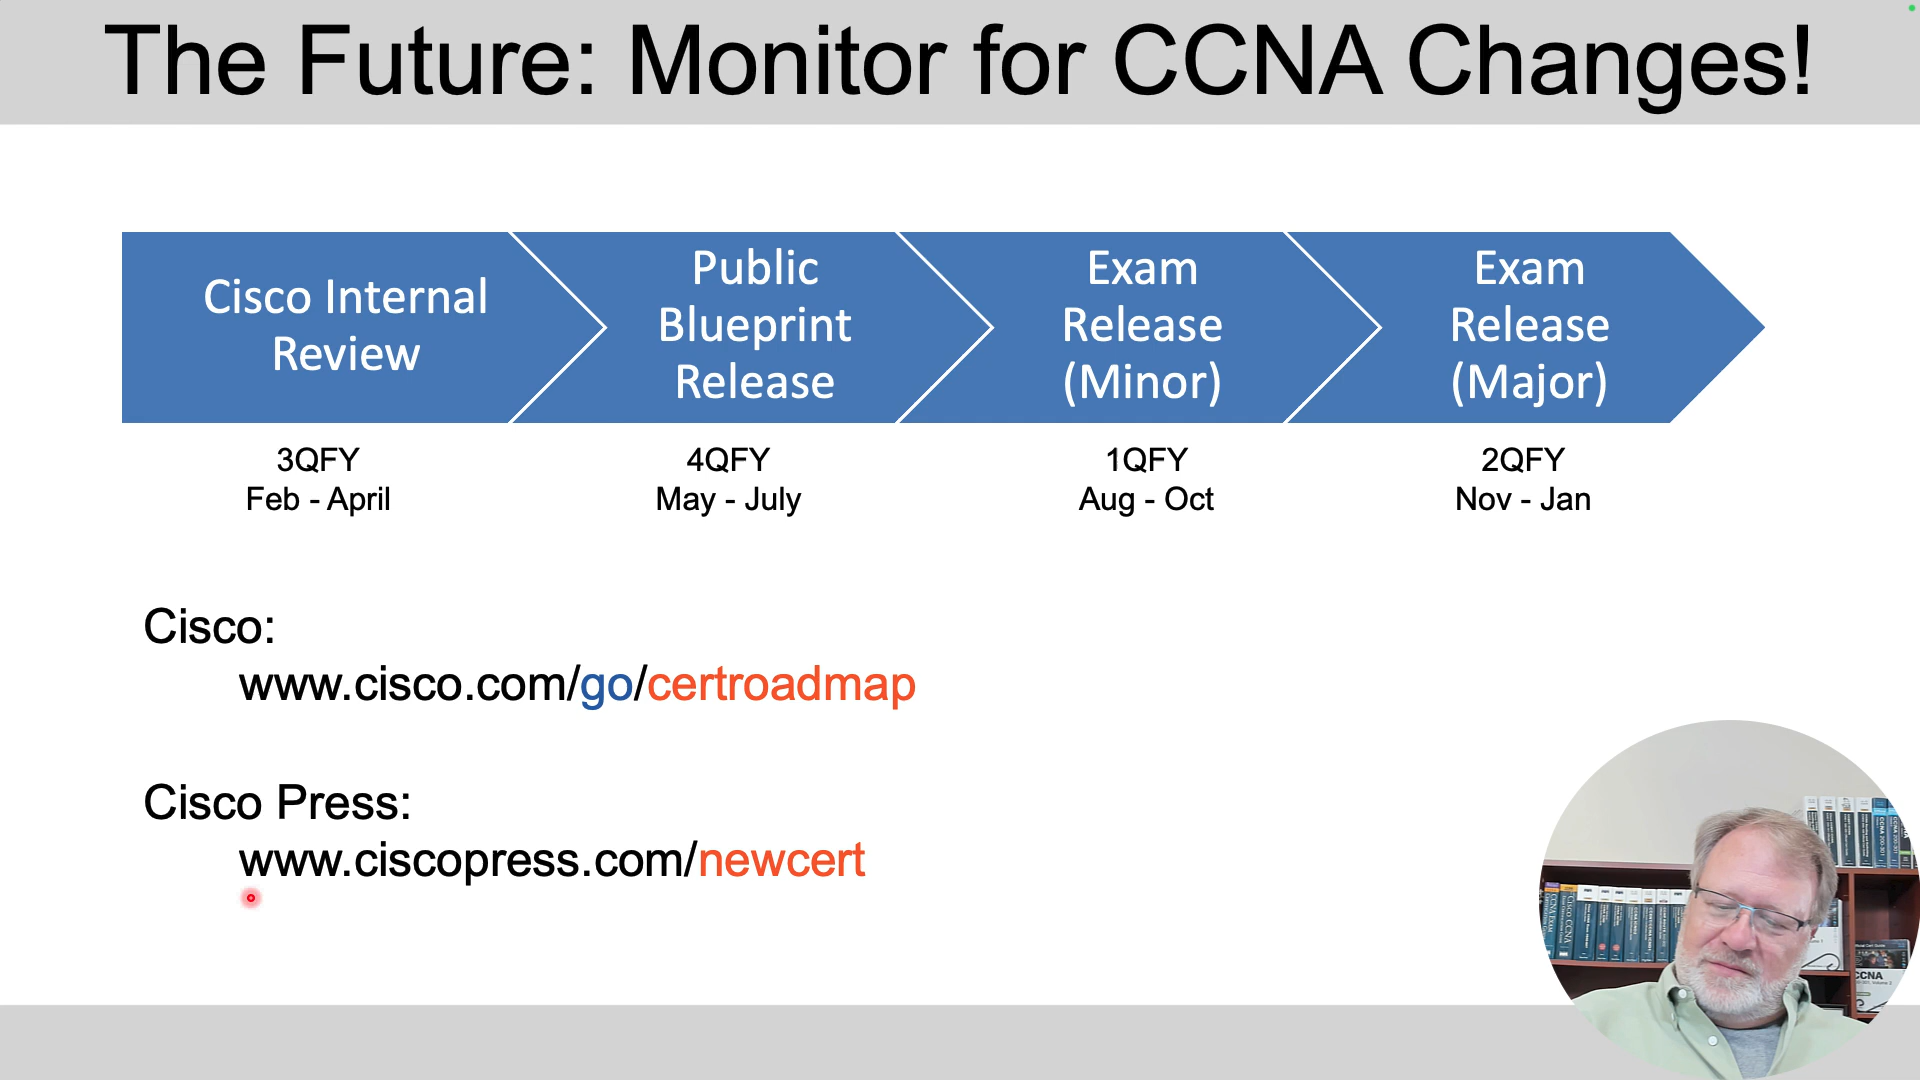 The Future: Monitor for CCNA Changes!
Cisco Internal
Review
Public
Blueprint
Release
Exam
Release
(Minor)
Exam
Release
(Major)
3QFY
Feb - April
4QFY
May - July
1QFY
Aug - Oct
2QFY
Nov - Jan
Cisco:
www.cisco.com/go/certroadmap
Cisco Press:
www.ciscopress.com/newcert
CCNA